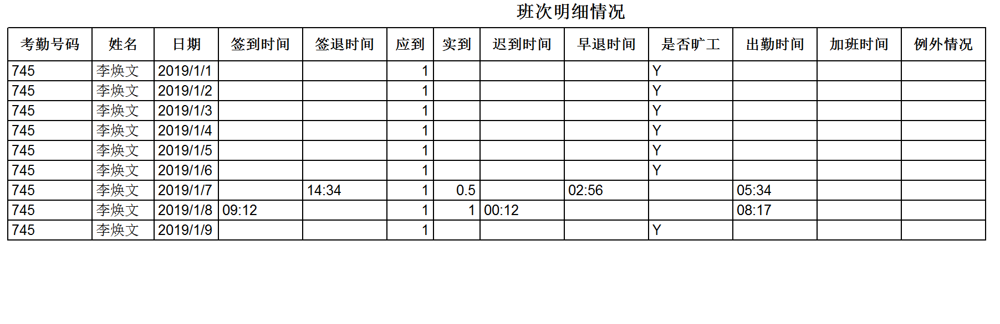 班次明细情况
考勤号码 姓名 日期 签到时间 签退时间 应到 实到 迟到时间 早退时间 是否旷工 出勤时间 加班时间 例外情况
745 李焕文 2019/1/1 1 Y
745 李焕文 2019/1/2 1 Y
745 李焕文 2019/1/3 1 Y
745 李焕文 2019/1/4 1 Y
745 李焕文 2019/1/5 1 Y
745 李焕文 2019/1/6 1 Y
745 李焕文 2019/1/7 14:34 1 0.5 02:56 05:34
745 李焕文 2019/1/8 09:12 1 1 00:12 08:17
745 李焕文 2019/1/9 1 Y